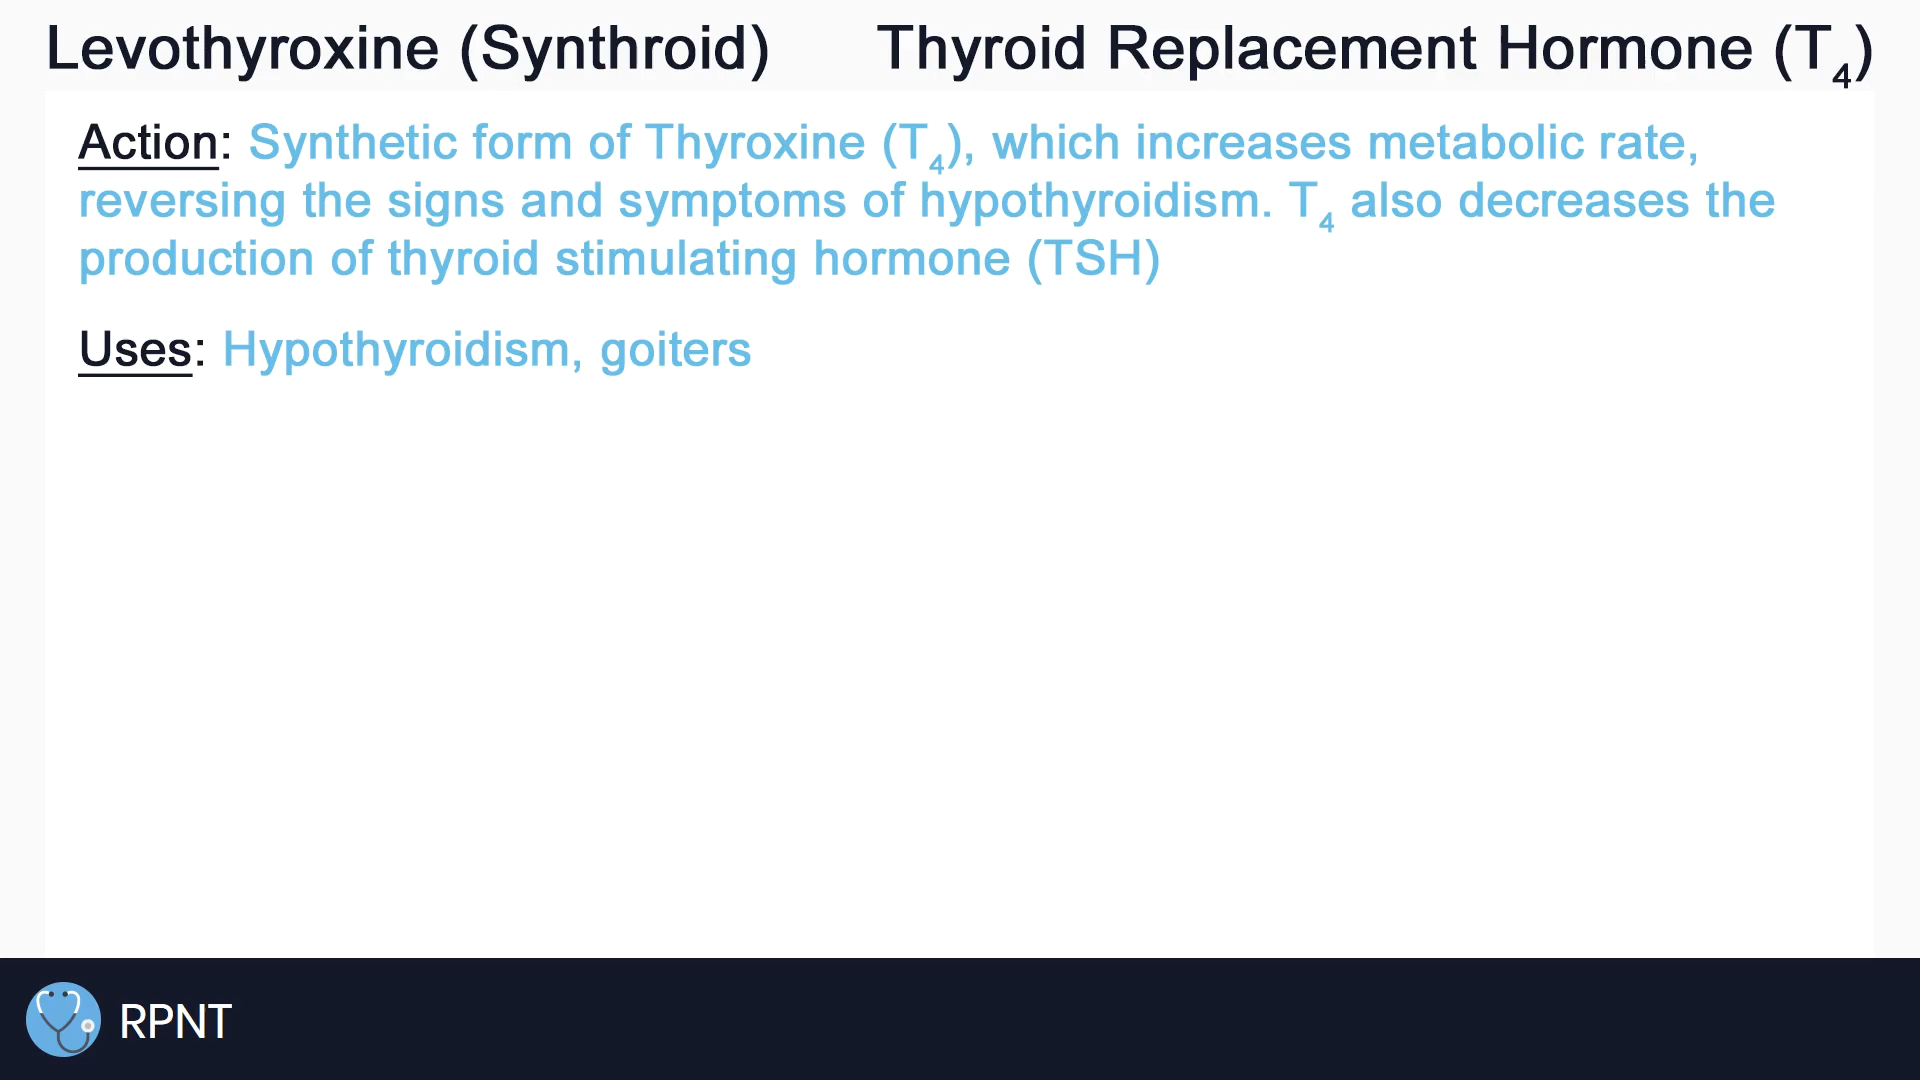 Levothyroxine (Synthroid) Thyroid Replacement Hormone (T₄)
Action: Synthetic form of Thyroxine (T₄), which increases metabolic rate,
reversing the signs and symptoms of hypothyroidism. T₄ also decreases the
production of thyroid stimulating hormone (TSH)
Uses: Hypothyroidism, goiters
RPNT